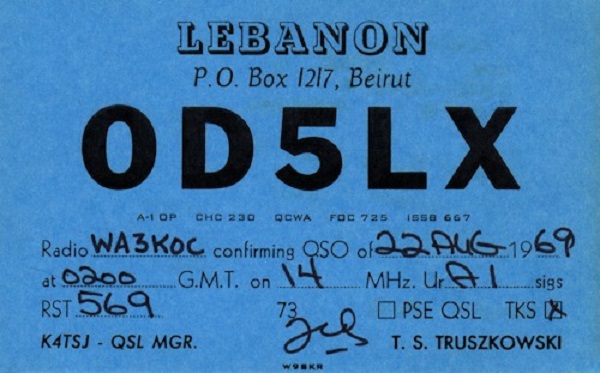 LEBANON
P.O. Box 1217, Beirut
OD5LX
A-1 OP CHC 230 QCWA FOC 725 ISSB 667
Radio WA3KOC confirming QSO of 22 AUG 1969
at 0200 G.M.T. on 14 MHz. Ur A1 sigs
RST 569 73 □ PSE QSL TKS ☒
K4TSJ - QSL MGR. T. S. TRUSZKOWSKI
W9BKR